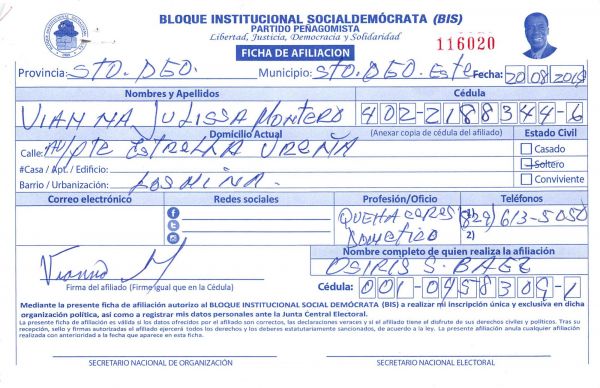 BLOQUE INSTITUCIONAL SOCIALDEMÓCRATA (BIS)
PARTIDO PEÑAGOMISTA
Libertad, Justicia, Democracia y Solidaridad
FICHA DE AFILIACION
116020
Provincia: STO. DGO. Municipio: STO. DGO. Este Fecha: 20 08 2019
Nombres y Apellidos Cédula
VIANNA JULISSA MONTERO 402-2188344-6
Domicilio Actual (Anexar copia de cédula del afiliado) Estado Civil
Calle: AV/PTE ESTRELLA UREÑA Casado
#Casa / Apt. / Edificio: Soltero
Barrio / Urbanización: LOS MINA. Conviviente
Correo electrónico Redes sociales Profesión/Oficio Teléfonos
QUEHACERES 1) (829) 613-5050
Dometico 2)
Nombre completo de quien realiza la afiliación
Vianna M OSIRIS S. BAEZ
Firma del afiliado (Firme igual que en la Cédula) Cédula: 001-0458309-1
Mediante la presente ficha de afiliación autorizo al BLOQUE INSTITUCIONAL SOCIAL DEMÓCRATA (BIS) a realizar mi inscripción única y exclusiva en dicha
organización política, así como a registrar mis datos personales ante la Junta Central Electoral.
La presente ficha de afiliación es válida si los datos ofrecidos por el afiliado son correctos, las declaraciones veraces y si el afiliado tiene el disfrute de sus derechos civiles y políticos. Tras su
recepción, sello y firmas autorizadas el afiliado ejercerá todos los derechos y los deberes estatutariamente sancionados, de acuerdo a la ley. La presente afiliación anula cualquier afiliación
realizada con anterioridad a la fecha que aparece en esta ficha.
SECRETARIO NACIONAL DE ORGANIZACIÓN SECRETARIO NACIONAL ELECTORAL